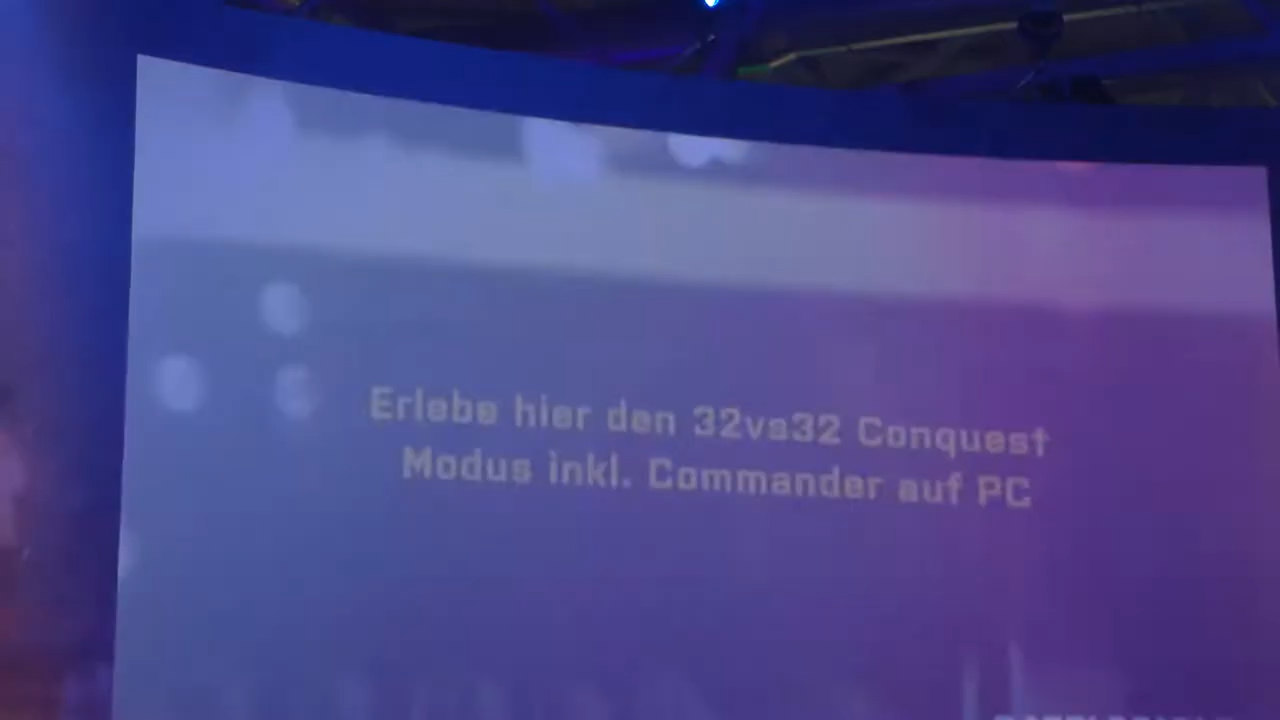 Erlebe hier den 32vs32 Conquest
Modus inkl. Commander auf PC